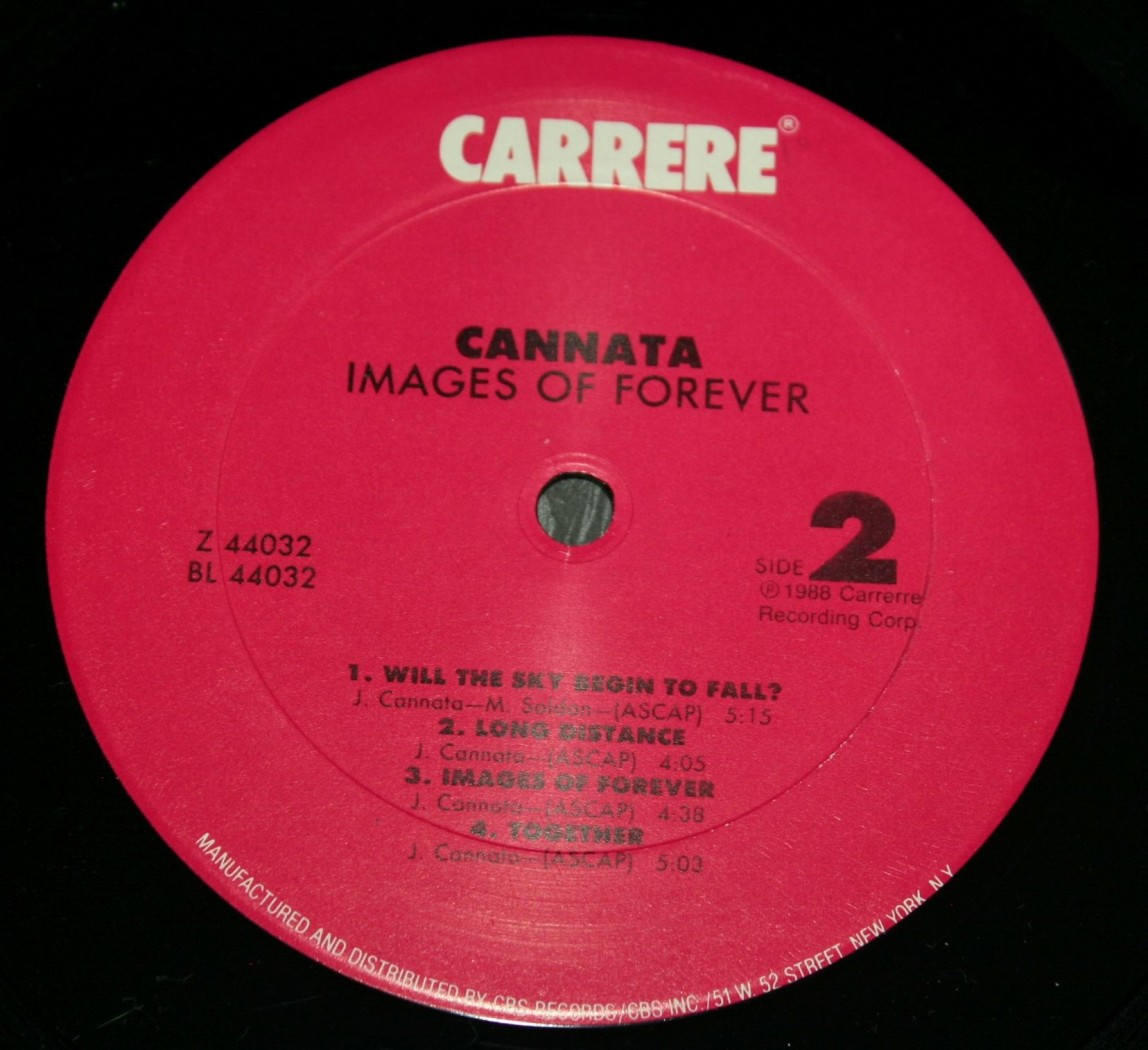 CARRERE®
CANNATA
IMAGES OF FOREVER
Z 44032
BL 44032
SIDE 2
℗ 1988 Carrerre
Recording Corp.
1. WILL THE SKY BEGIN TO FALL?
J. Cannata—M. Soldan—(ASCAP) 5:15
2. LONG DISTANCE
J. Cannata—(ASCAP) 4:05
3. IMAGES OF FOREVER
J. Cannata—(ASCAP) 4:38
4. TOGETHER
J. Cannata—(ASCAP) 5:03
MANUFACTURED AND DISTRIBUTED BY CBS RECORDS/CBS INC./51 W. 52 STREET, NEW YORK, N.Y.